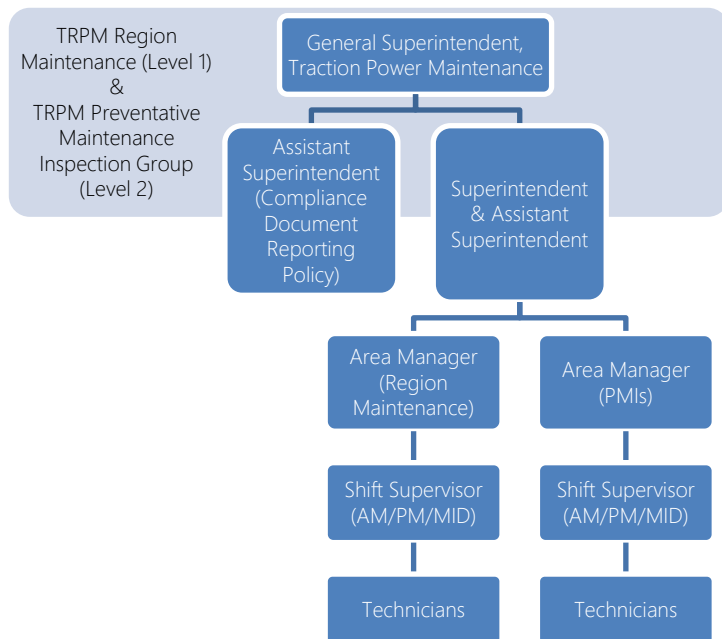 TRPM Region
Maintenance (Level 1)
&
TRPM Preventative
Maintenance
Inspection Group
(Level 2)
General Superintendent,
Traction Power Maintenance
Assistant
Superintendent
(Compliance
Document
Reporting
Policy)
Superintendent
& Assistant
Superintendent
Area Manager
(Region
Maintenance)
Area Manager
(PMIs)
Shift Supervisor
(AM/PM/MID)
Shift Supervisor
(AM/PM/MID)
Technicians
Technicians